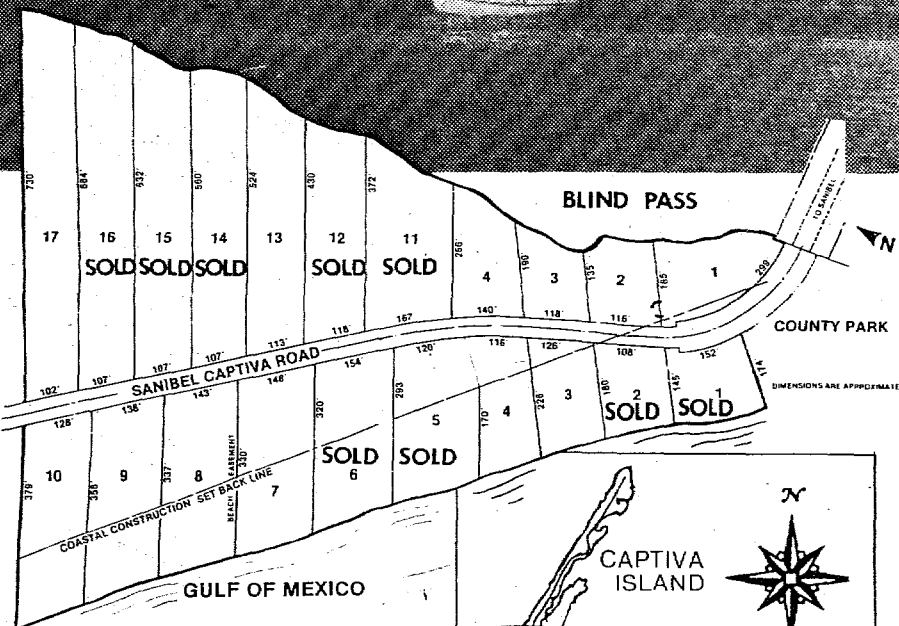 730' 684' 632' 560' 524' 430' 372'
BLIND PASS
TO SANIBEL
N
17 16 15 14 13 12 11
SOLD SOLD SOLD SOLD SOLD
266' 190' 135' 165' 299'
4 3 2 1
102' 107' 107' 107' 113' 118' 167' 140' 118' 116'
SANIBEL CAPTIVA ROAD
COUNTY PARK
128' 138' 143' 148' 154' 120' 116' 126' 108' 152'
DIMENSIONS ARE APPPOXIMATE
379' 358' 337' 330' 320' 293 170' 226' 180' 145' 174'
BEACH EASEMENT
10 9 8 7 6 5 4 3 2 1
SOLD SOLD SOLD SOLD
COASTAL CONSTRUCTION SET BACK LINE
GULF OF MEXICO
CAPTIVA
ISLAND
N